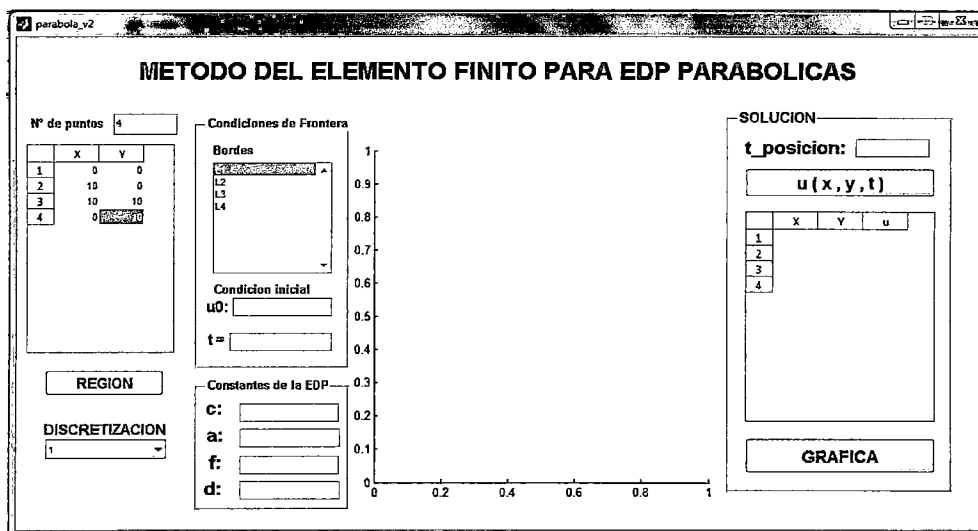 parabola_v2
METODO DEL ELEMENTO FINITO PARA EDP PARABOLICAS
Nº de puntos 4
X Y
1 0 0
2 10 0
3 10 10
4 0
REGION
DISCRETIZACION
1
Condiciones de Frontera
Bordes
L2
L3
L4
Condicion inicial
u0:
t =
Constantes de la EDP
c:
a:
f:
d:
1
0.9
0.8
0.7
0.6
0.5
0.4
0.3
0.2
0.1
0
0 0.2 0.4 0.6 0.8 1
SOLUCION
t_posicion:
u ( x , y , t )
X Y u
1
2
3
4
GRAFICA